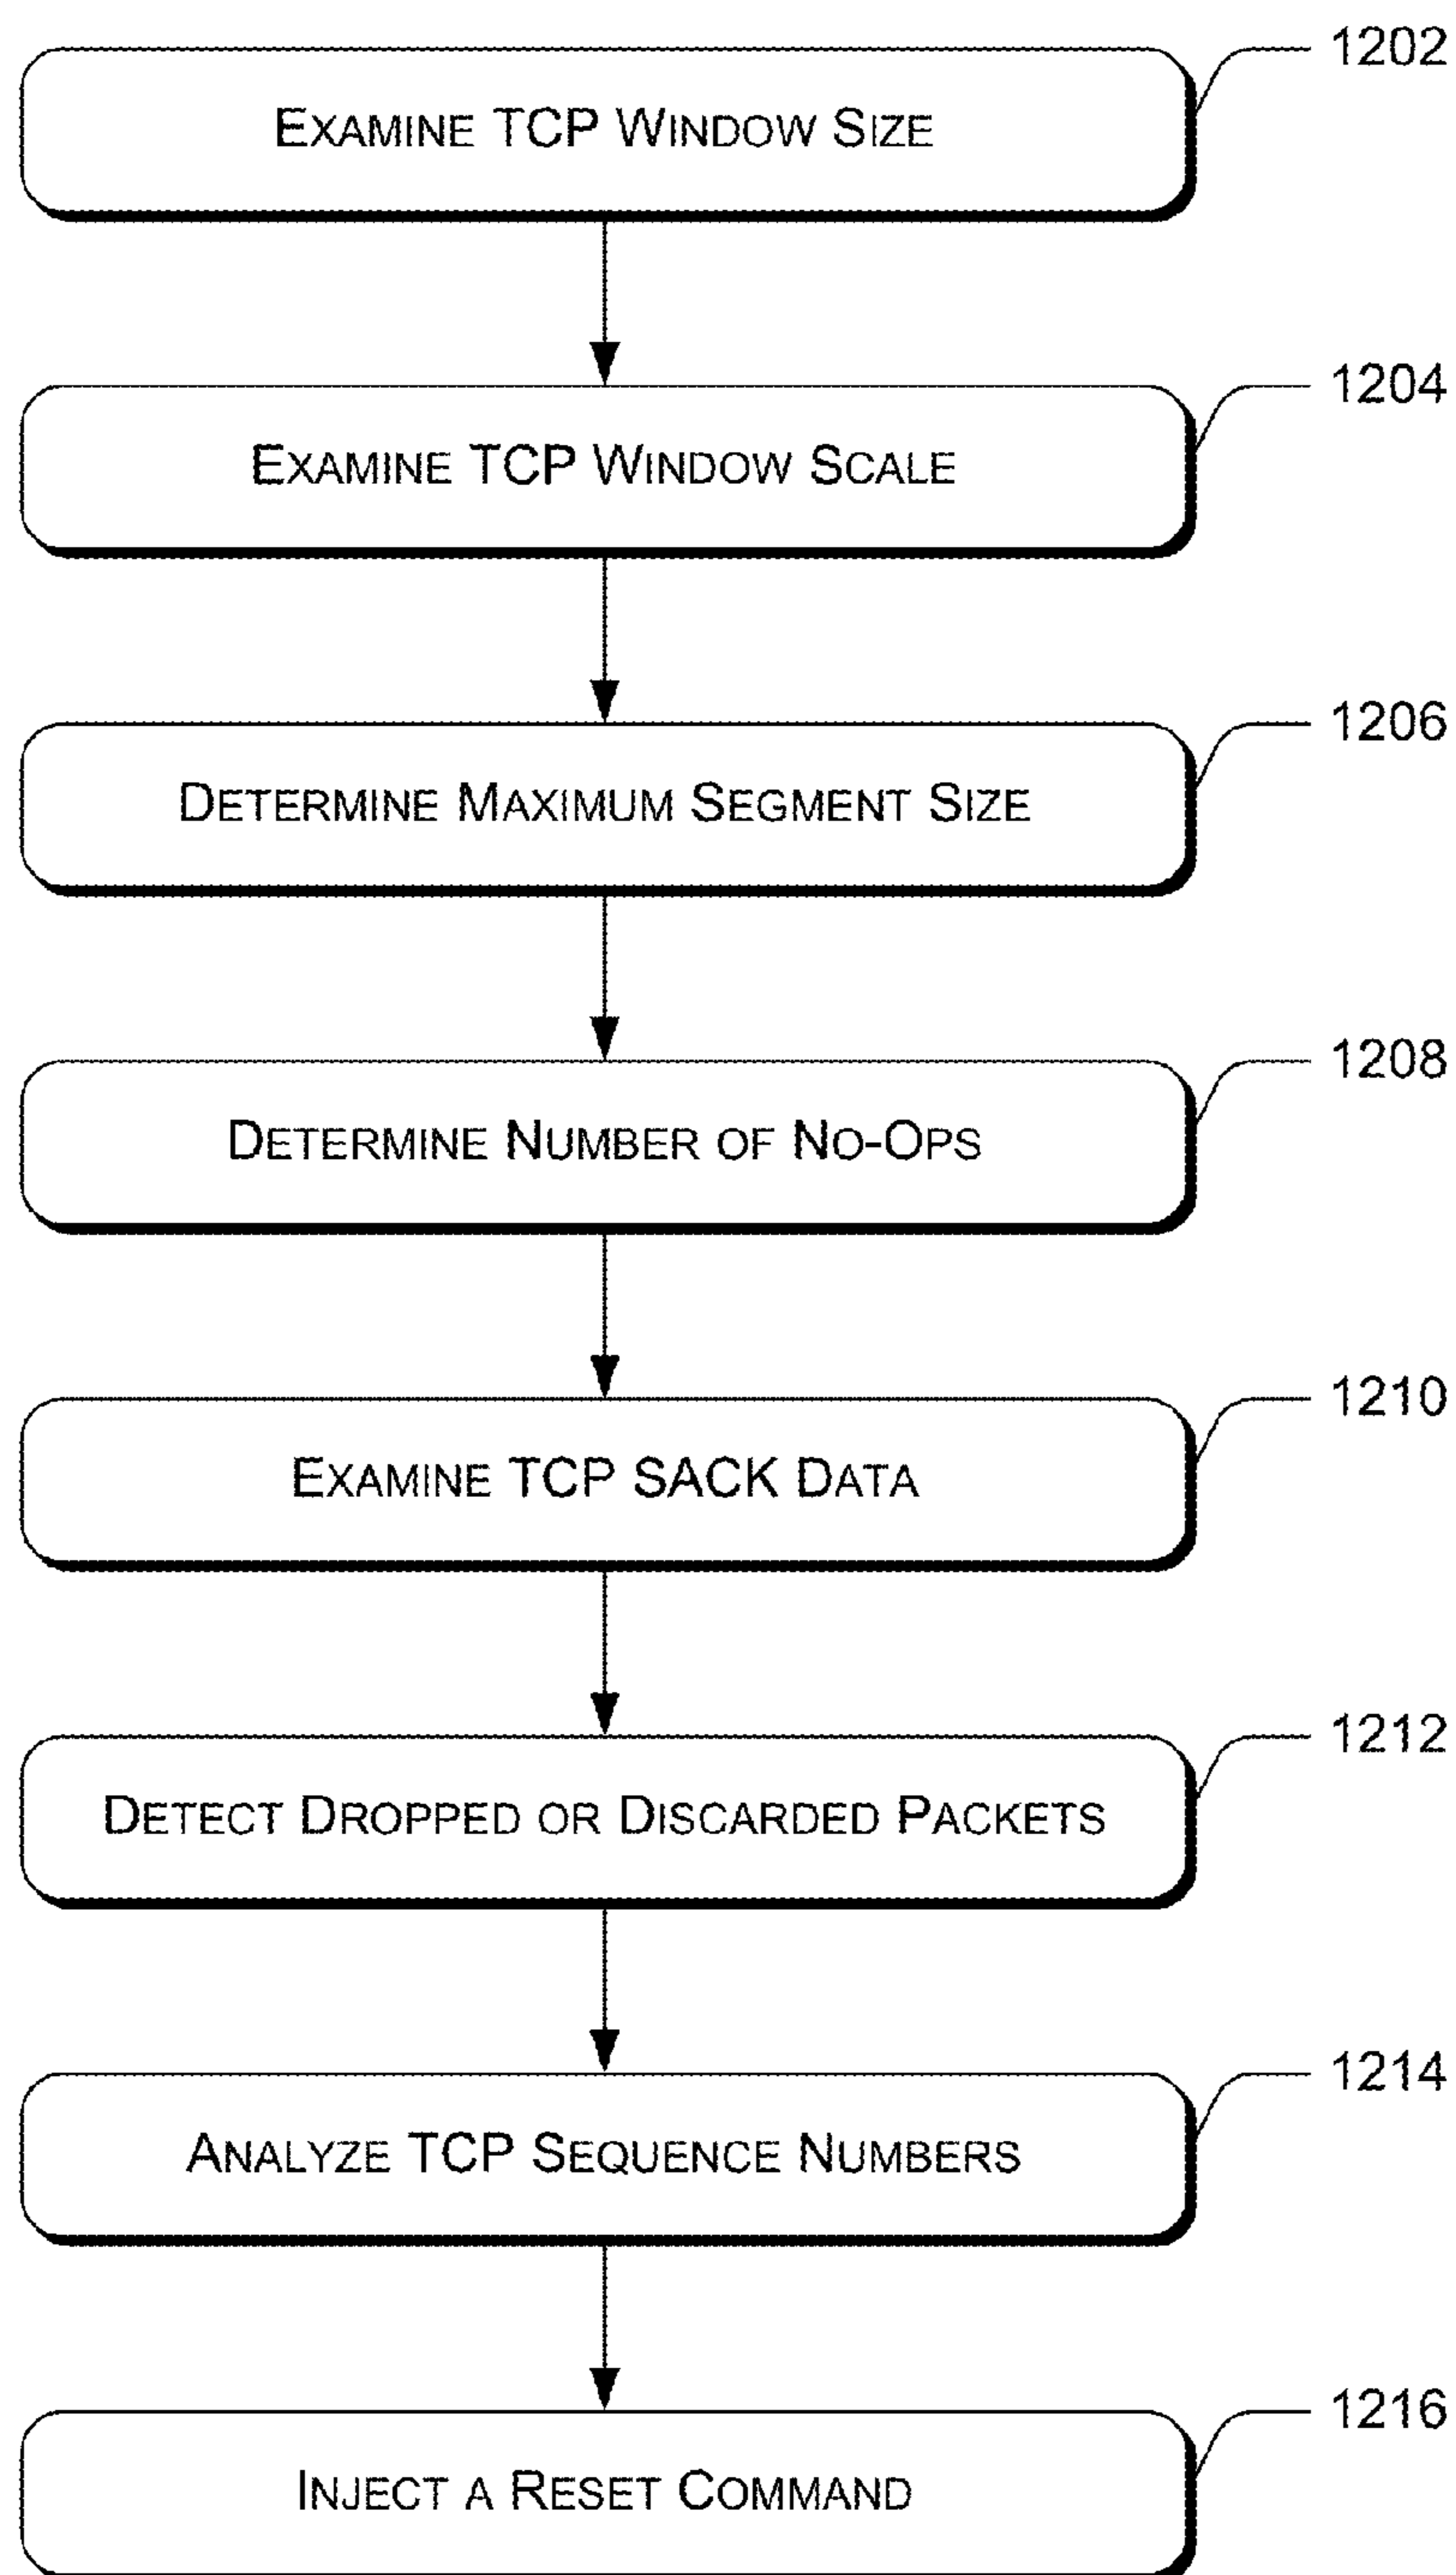 1202
EXAMINE TCP WINDOW SIZE
1204
EXAMINE TCP WINDOW SCALE
1206
DETERMINE MAXIMUM SEGMENT SIZE
1208
DETERMINE NUMBER OF NO-OPS
1210
EXAMINE TCP SACK DATA
1212
DETECT DROPPED OR DISCARDED PACKETS
1214
ANALYZE TCP SEQUENCE NUMBERS
1216
INJECT A RESET COMMAND